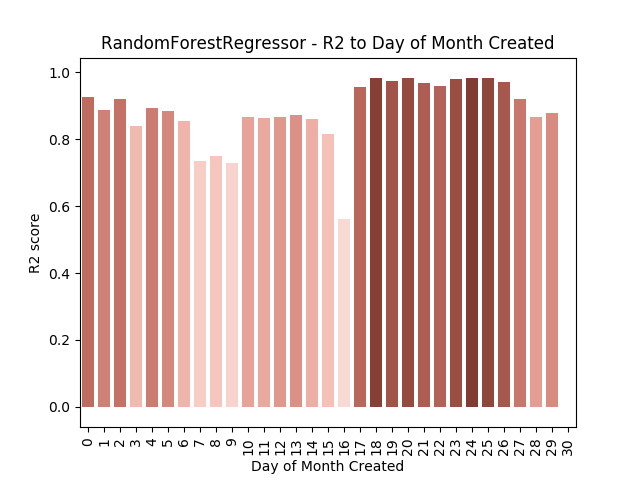 RandomForestRegressor - R2 to Day of Month Created
1.0
0.8
0.6
0.4
0.2
0.0
R2 score
0 1 2 3 4 5 6 7 8 9 10 11 12 13 14 15 16 17 18 19 20 21 22 23 24 25 26 27 28 29 30
Day of Month Created